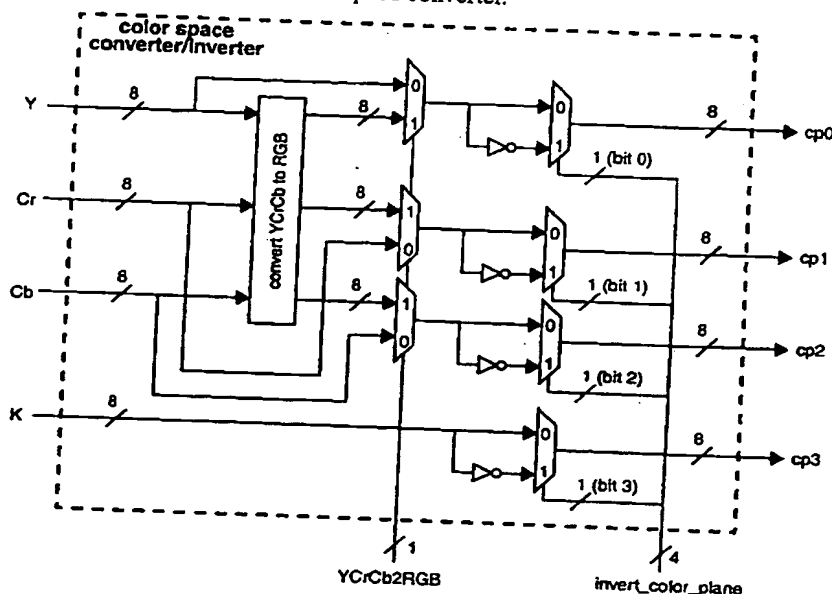 color space
converter/inverter
Y
8
8
0
1
0
1
8
cp0
1 (bit 0)
convert YCrCb to RGB
Cr
8
8
1
0
0
1
8
cp1
1 (bit 1)
Cb
8
8
1
0
0
1
8
cp2
1 (bit 2)
K
8
0
1
8
cp3
1 (bit 3)
1
YCrCb2RGB
4
invert_color_plane